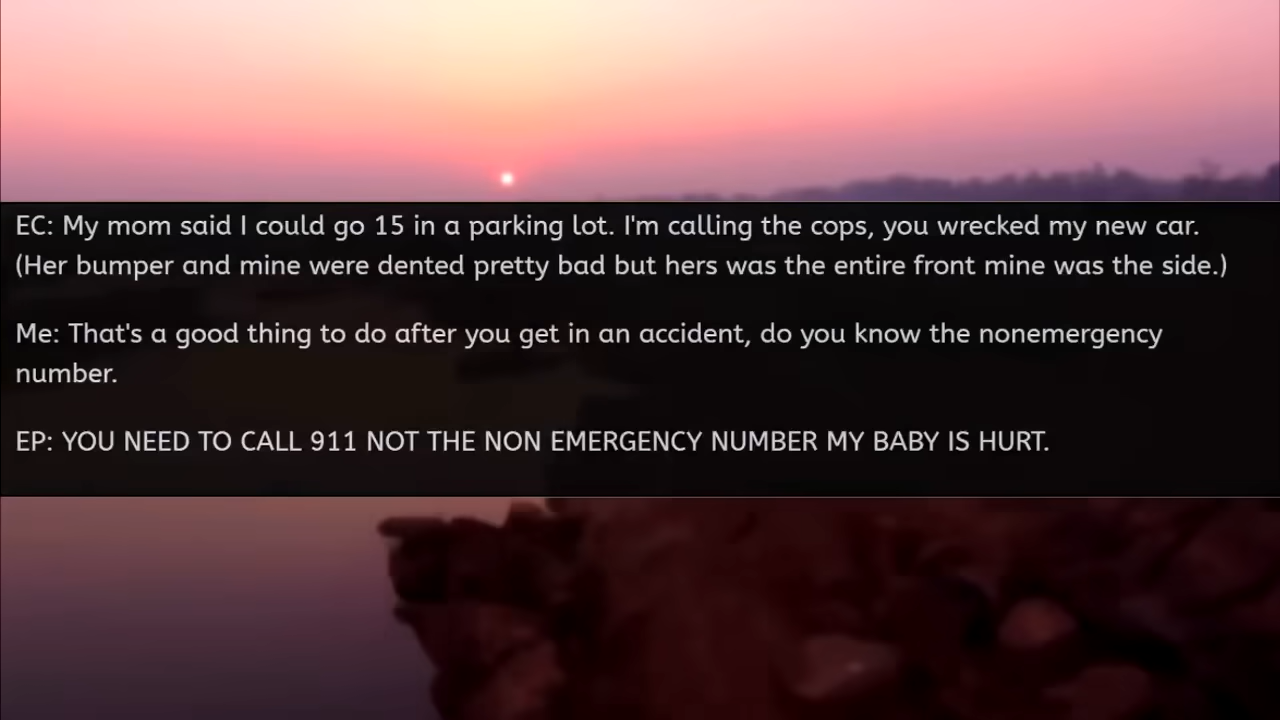 EC: My mom said I could go 15 in a parking lot. I'm calling the cops, you wrecked my new car.
(Her bumper and mine were dented pretty bad but hers was the entire front mine was the side.)
Me: That's a good thing to do after you get in an accident, do you know the nonemergency
number.
EP: YOU NEED TO CALL 911 NOT THE NON EMERGENCY NUMBER MY BABY IS HURT.